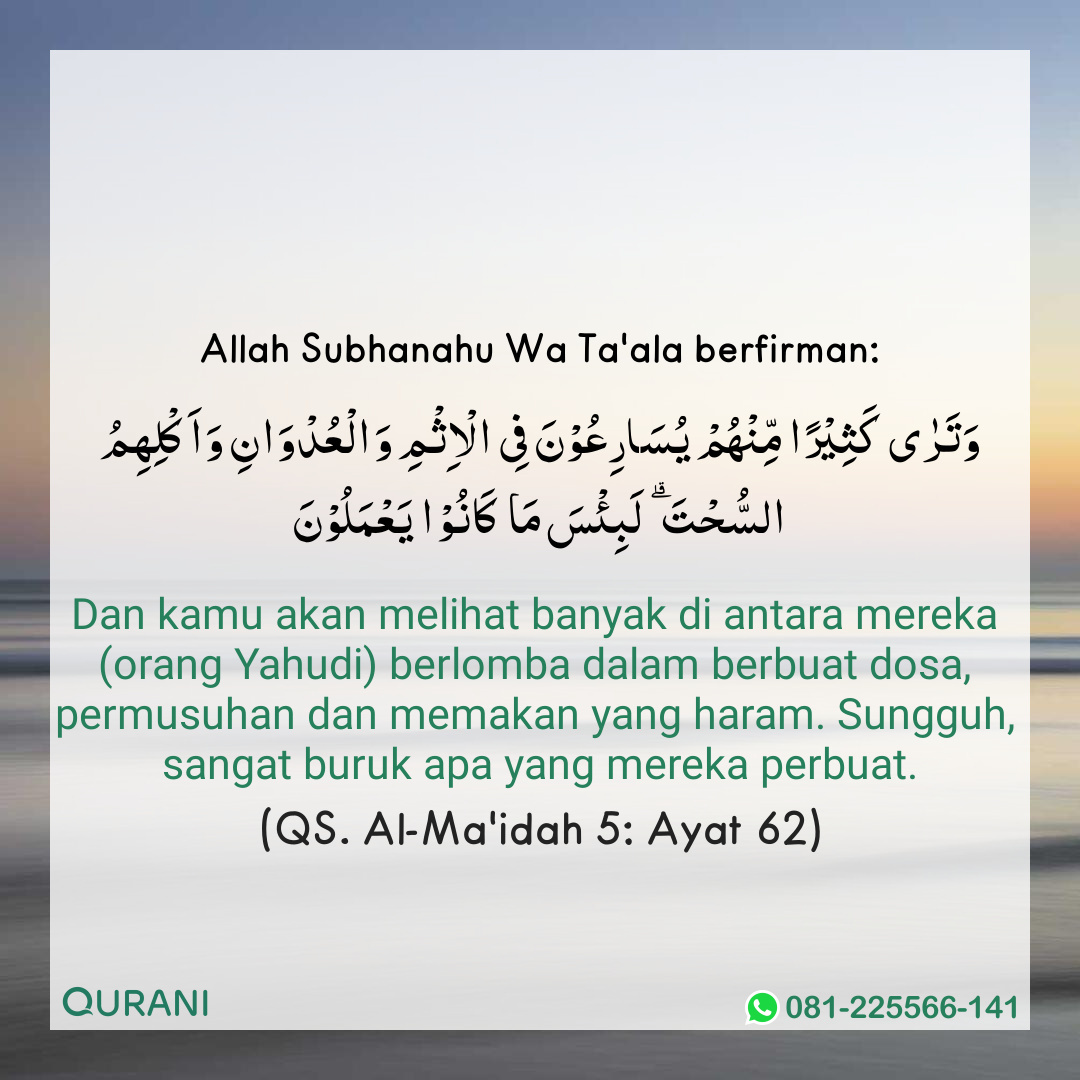 Allah Subhanahu Wa Ta'ala berfirman:
وَتَرٰى كَثِيْرًا مِّنْهُمْ يُسَارِعُوْنَ فِى الْاِثْمِ وَالْعُدْوَانِ وَاَكْلِهِمُ
السُّحْتَ ۗ لَبِئْسَ مَا كَانُوْا يَعْمَلُوْنَ
Dan kamu akan melihat banyak di antara mereka
(orang Yahudi) berlomba dalam berbuat dosa,
permusuhan dan memakan yang haram. Sungguh,
sangat buruk apa yang mereka perbuat.
(QS. Al-Ma'idah 5: Ayat 62)
QURANI
081-225566-141